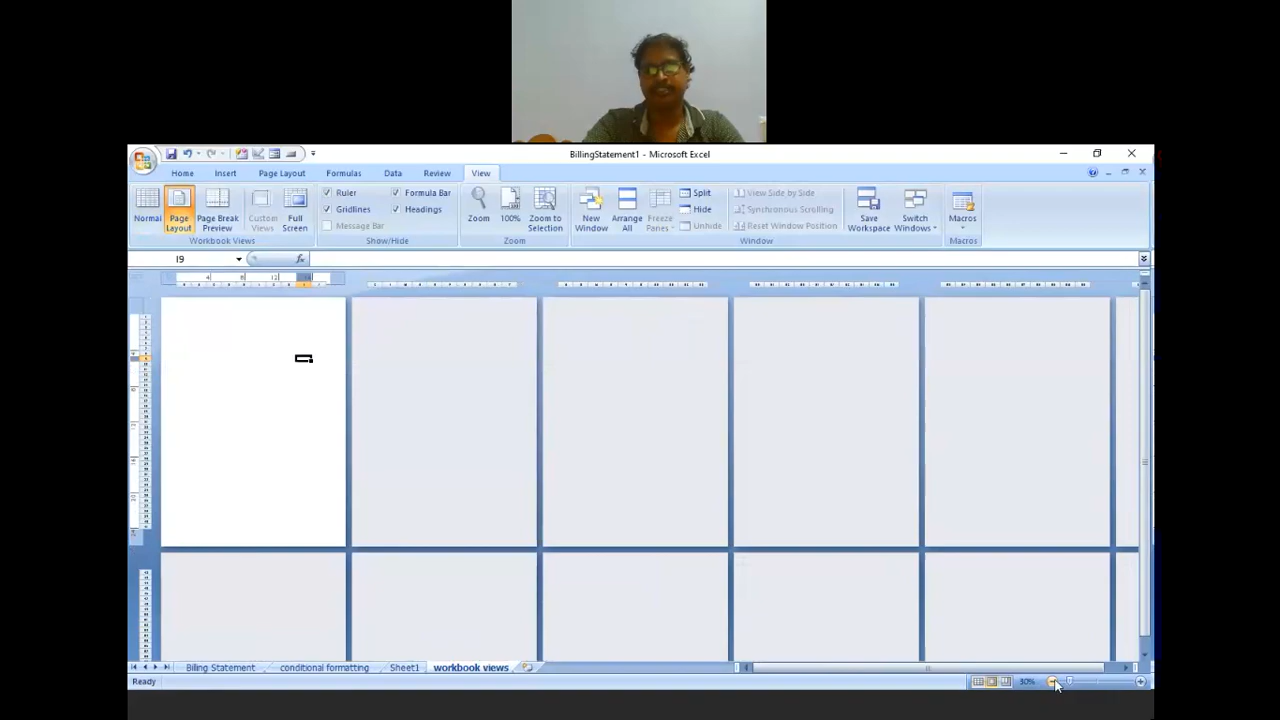 BillingStatement1 - Microsoft Excel
Home Insert Page Layout Formulas Data Review View
Normal Page Layout Page Break Preview Custom Views Full Screen
Workbook Views
Ruler Formula Bar
Gridlines Headings
Message Bar
Show/Hide
Zoom 100% Zoom to Selection
Zoom
New Window Arrange All Freeze Panes
Split
Hide
Unhide
View Side by Side
Synchronous Scrolling
Reset Window Position
Window
Save Workspace Switch Windows
Macros
Macros
I9 fx
Billing Statement conditional formatting Sheet1 workbook views
Ready 30%